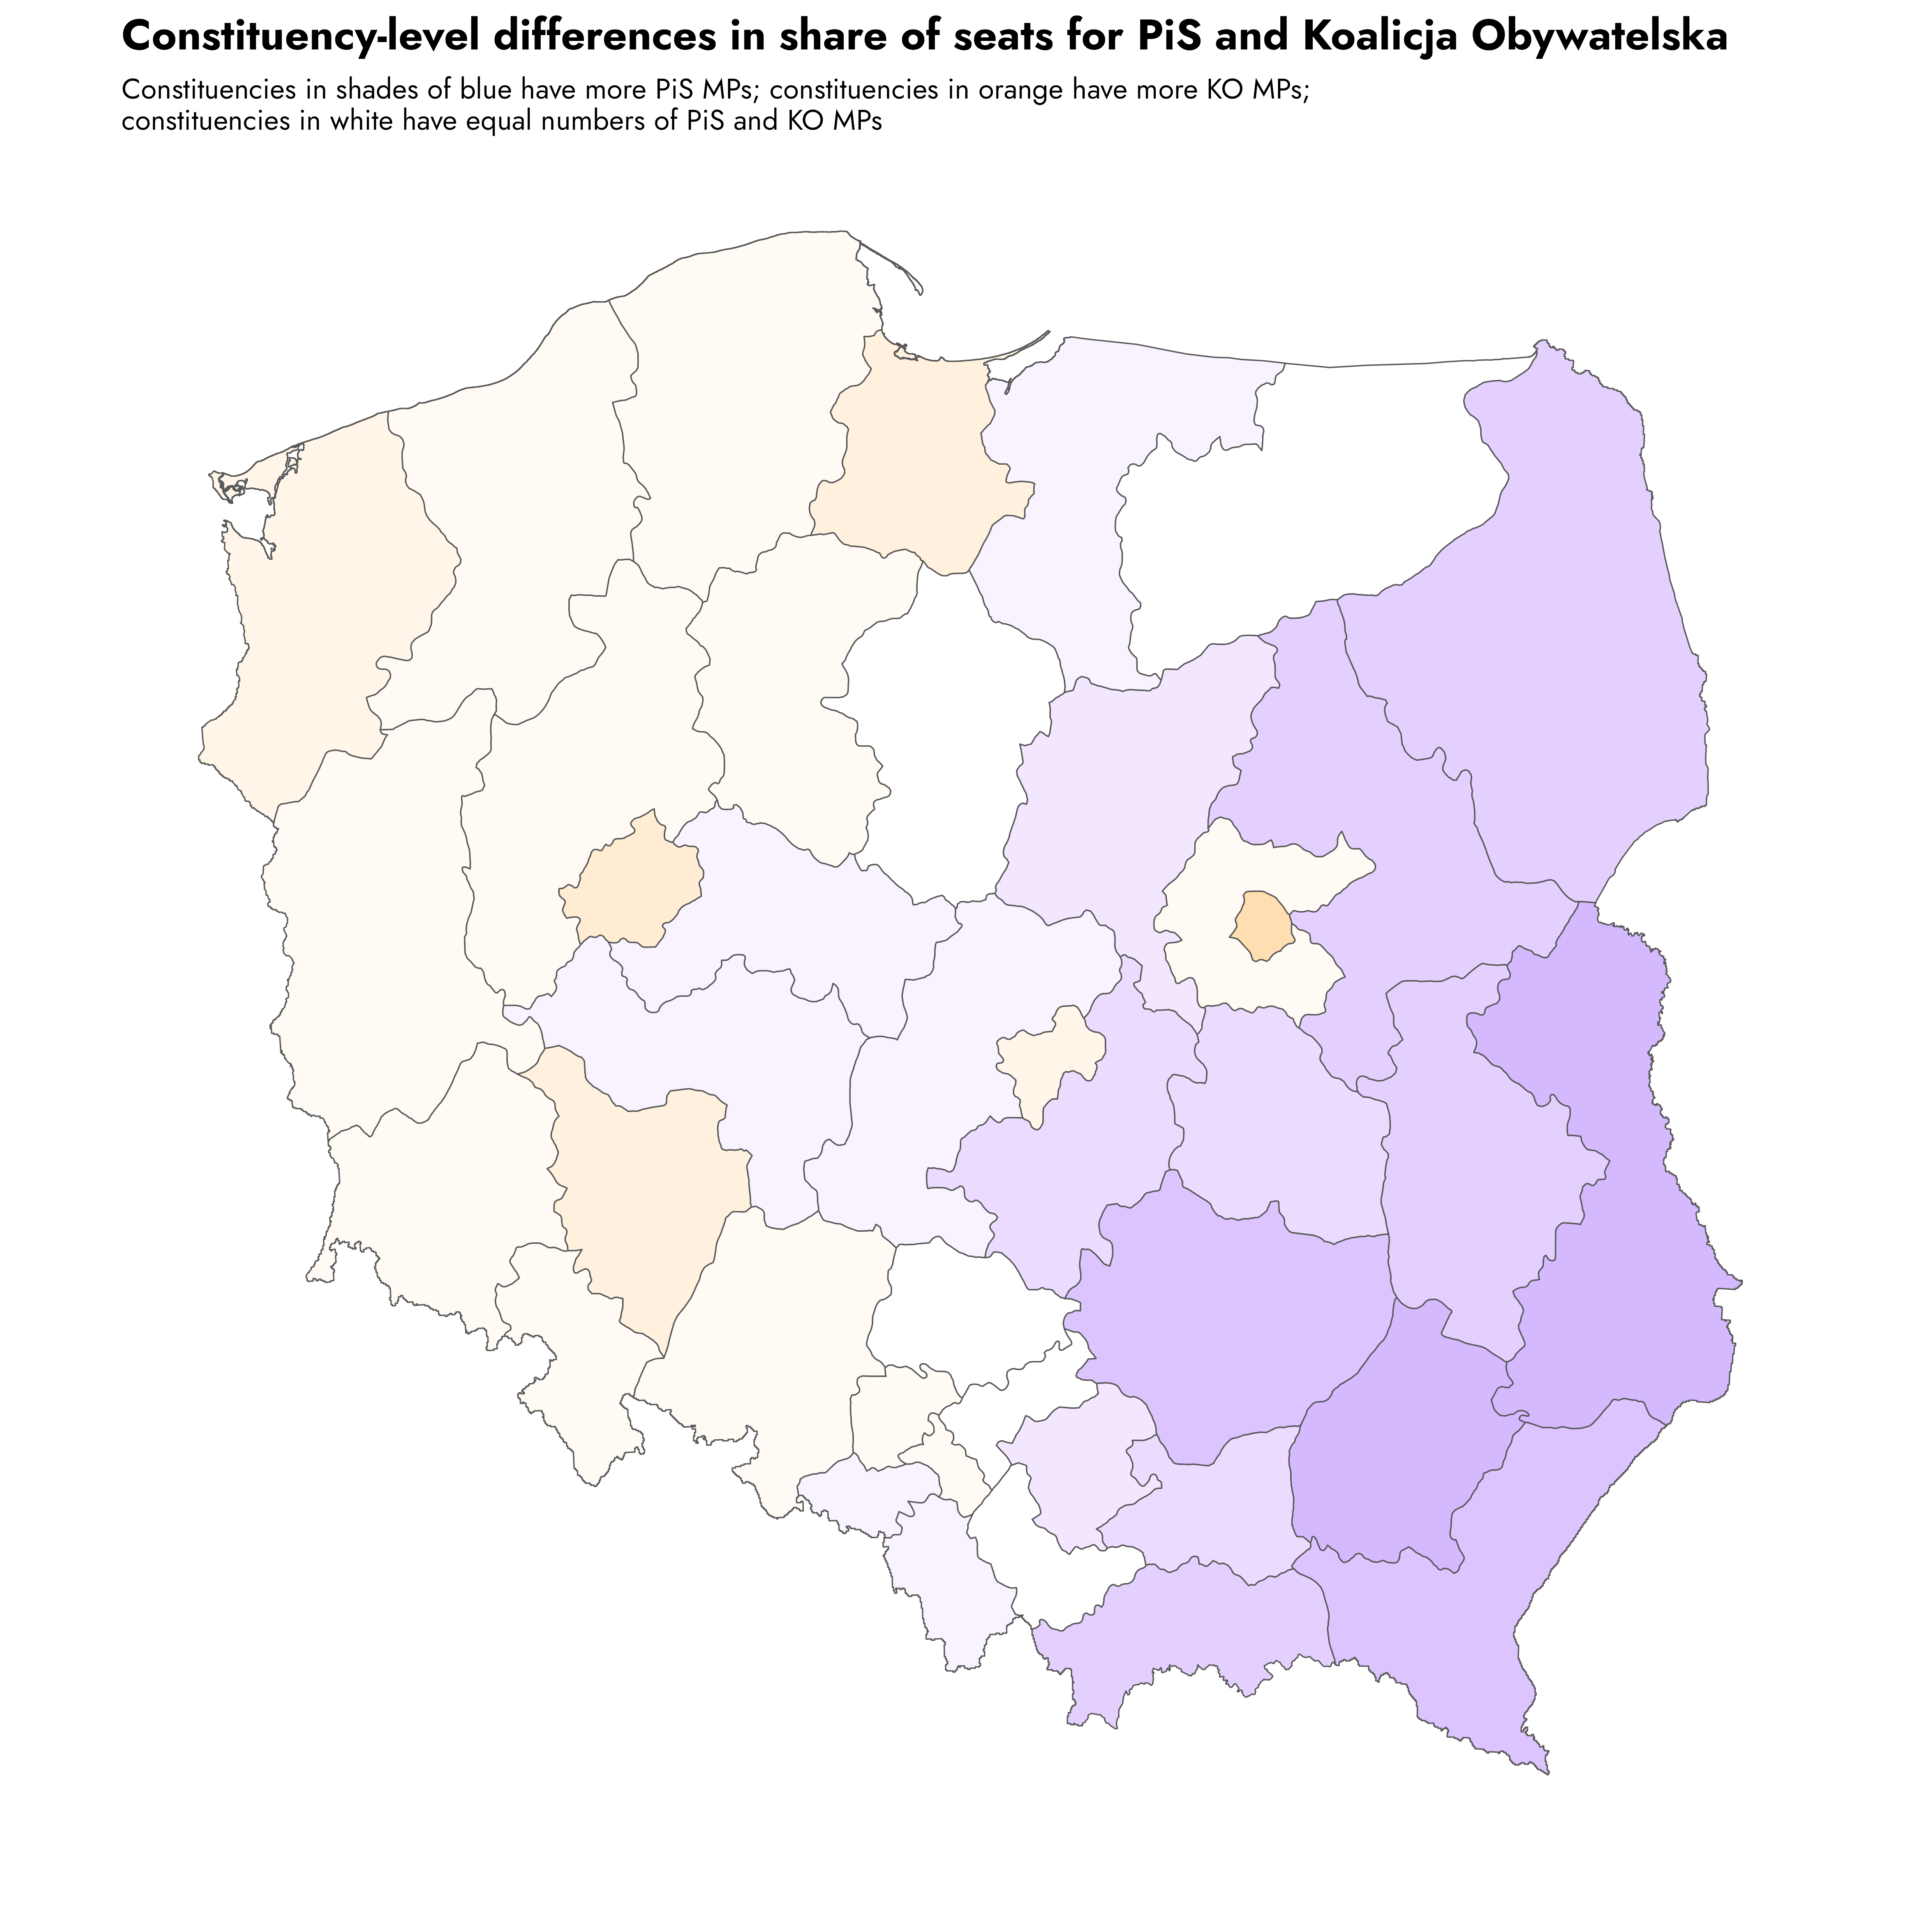 Constituency-level differences in share of seats for PiS and Koalicja Obywatelska
Constituencies in shades of blue have more PiS MPs; constituencies in orange have more KO MPs;
constituencies in white have equal numbers of PiS and KO MPs